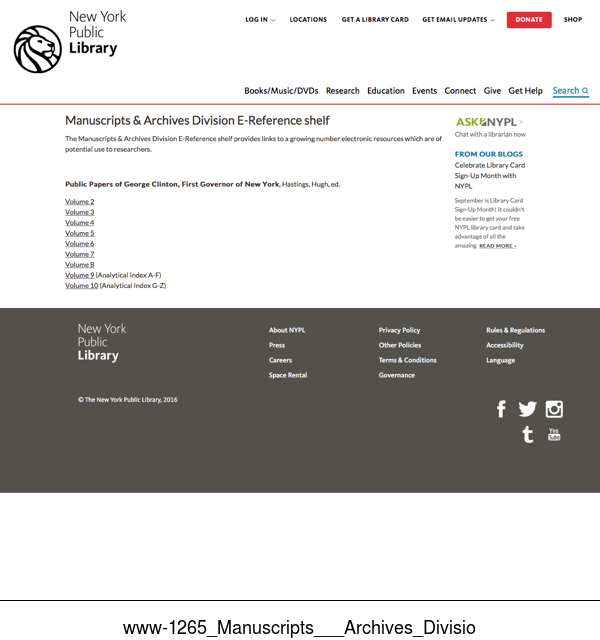 New York
Public
Library
LOG IN
LOCATIONS
GET A LIBRARY CARD
GET EMAIL UPDATES
DONATE
SHOP
Books/Music/DVDs Research Education Events Connect Give Get Help Search
Manuscripts & Archives Division E-Reference shelf
The Manuscripts & Archives Division E-Reference shelf provides links to a growing number electronic resources which are of
potential use to researchers.
Public Papers of George Clinton, First Governor of New York, Hastings, Hugh, ed.
Volume 2
Volume 3
Volume 4
Volume 5
Volume 6
Volume 7
Volume 8
Volume 9 (Analytical Index A-F)
Volume 10 (Analytical Index G-Z)
ASK NYPL >
Chat with a librarian now
FROM OUR BLOGS
Celebrate Library Card
Sign-Up Month with
NYPL
September is Library Card
Sign-Up Month! It couldn't
be easier to get your free
NYPL library card and take
advantage of all the
amazing READ MORE ›
New York
Public
Library
© The New York Public Library, 2016
About NYPL
Press
Careers
Space Rental
Privacy Policy
Other Policies
Terms & Conditions
Governance
Rules & Regulations
Accessibility
Language
You
Tube
www-1265_Manuscripts___Archives_Divisio